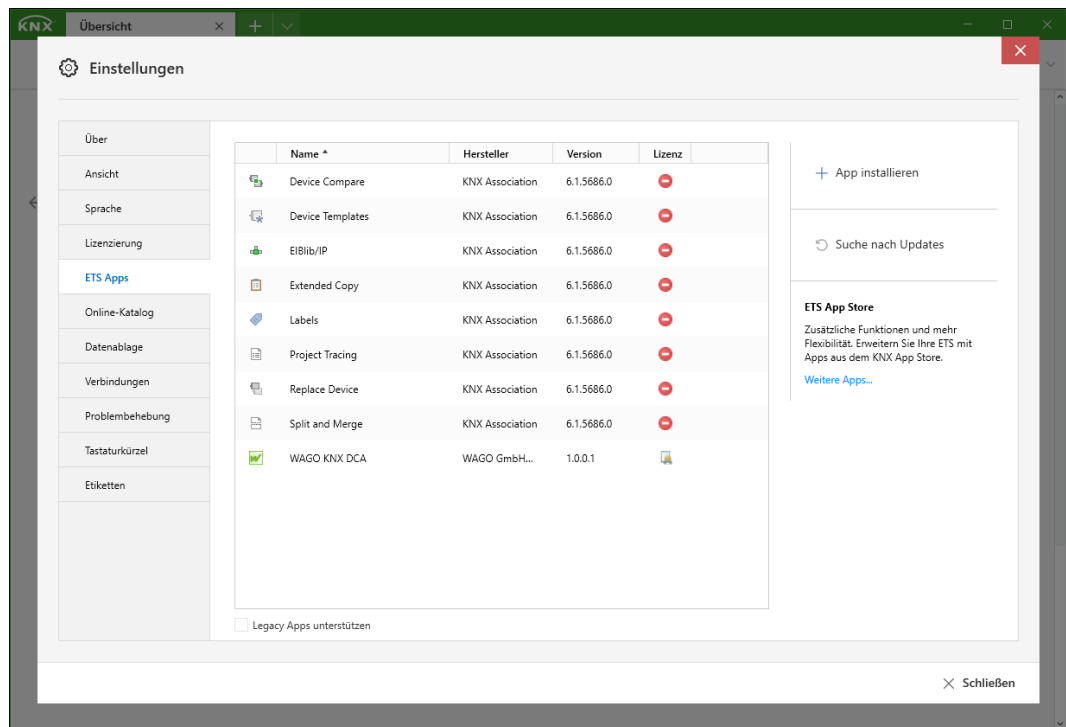 KNX Übersicht
Einstellungen
Über
Ansicht
Sprache
Lizenzierung
ETS Apps
Online-Katalog
Datenablage
Verbindungen
Problembehebung
Tastaturkürzel
Etiketten
Name Hersteller Version Lizenz
Device Compare KNX Association 6.1.5686.0
Device Templates KNX Association 6.1.5686.0
EIBlib/IP KNX Association 6.1.5686.0
Extended Copy KNX Association 6.1.5686.0
Labels KNX Association 6.1.5686.0
Project Tracing KNX Association 6.1.5686.0
Replace Device KNX Association 6.1.5686.0
Split and Merge KNX Association 6.1.5686.0
WAGO KNX DCA WAGO GmbH... 1.0.0.1
Legacy Apps unterstützen
App installieren
Suche nach Updates
ETS App Store
Zusätzliche Funktionen und mehr
Flexibilität. Erweitern Sie Ihre ETS mit
Apps aus dem KNX App Store.
Weitere Apps...
Schließen